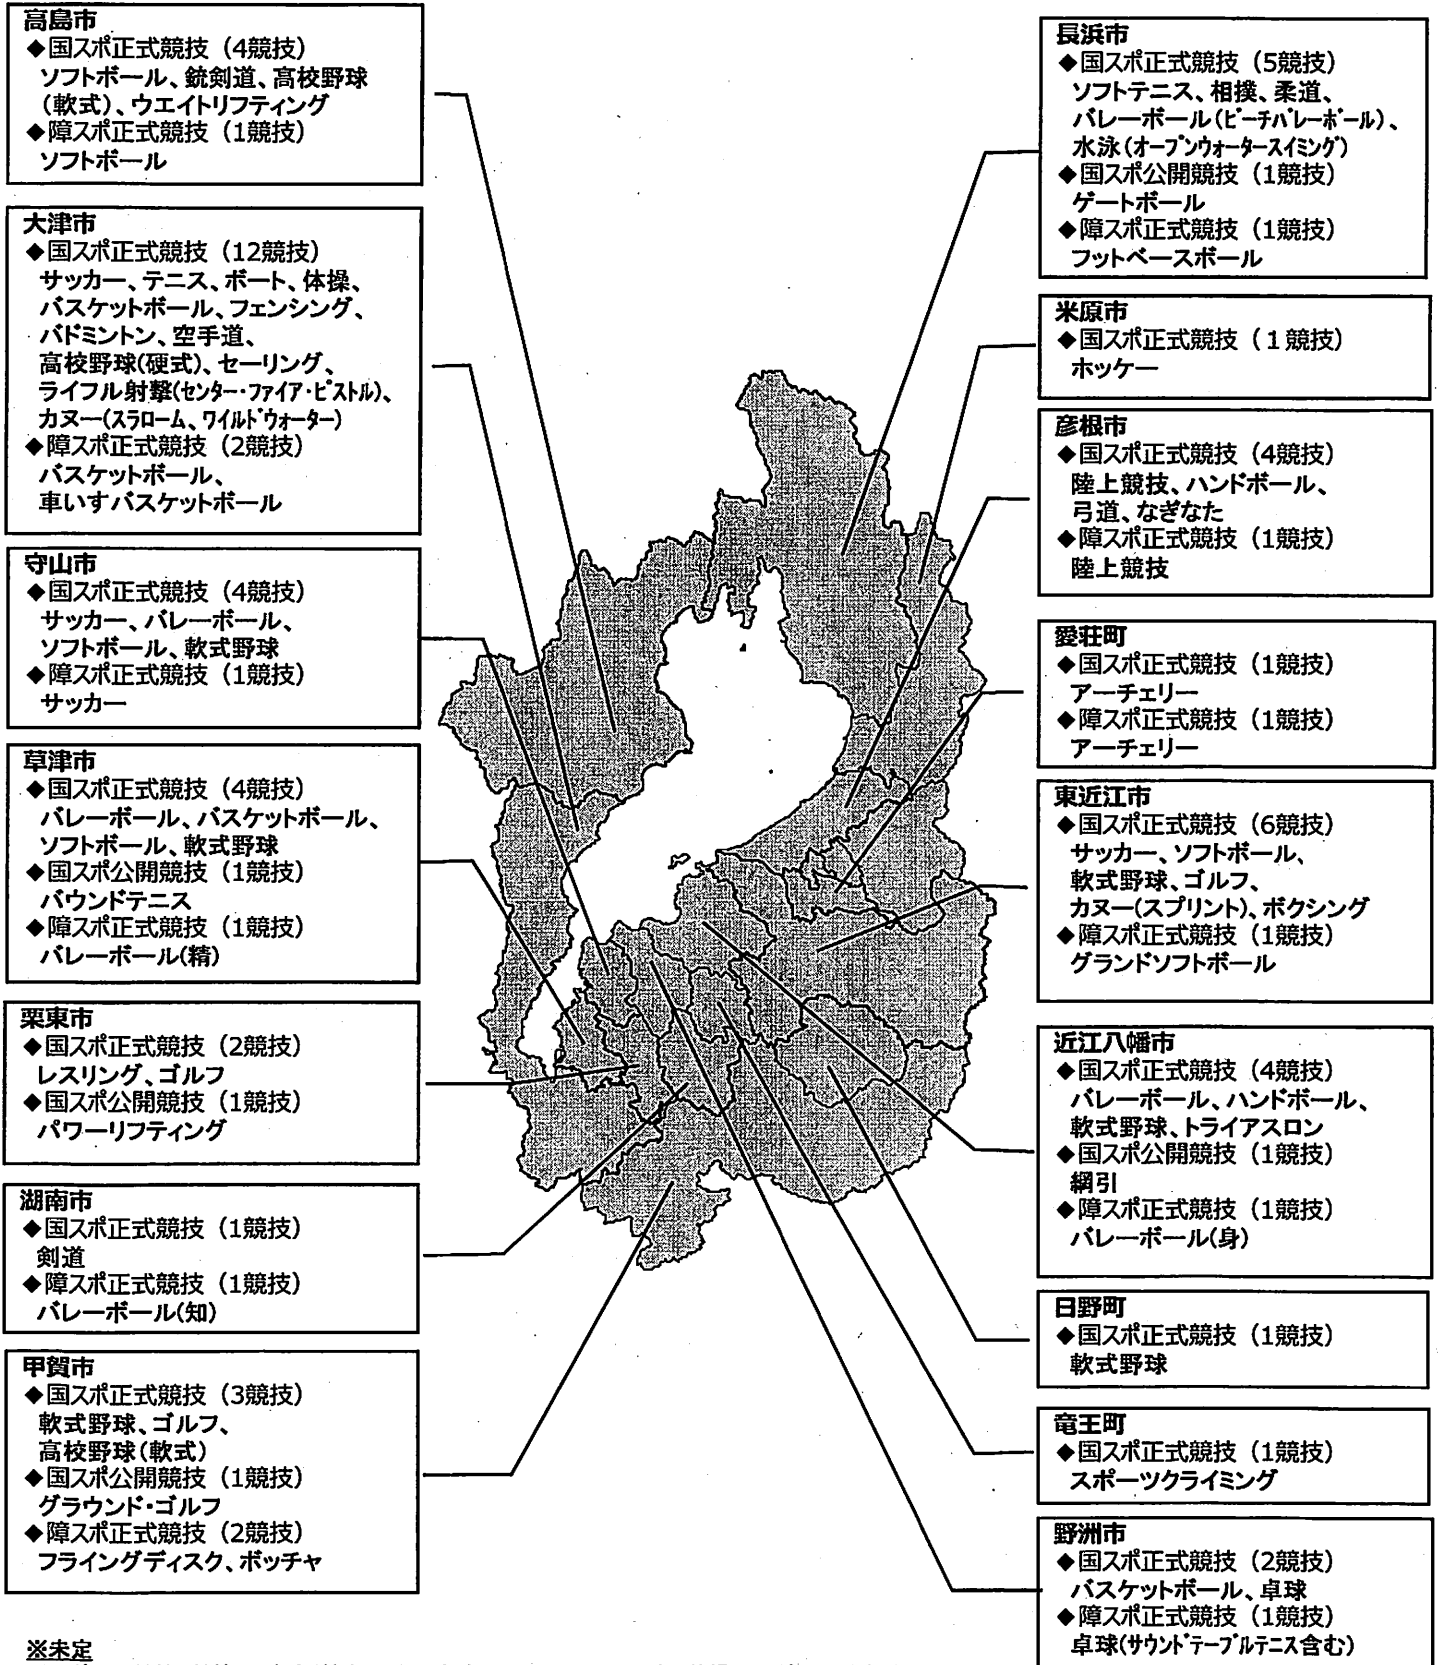 高島市
◆国スポ正式競技（4競技）
ソフトボール、銃剣道、高校野球
（軟式）、ウエイトリフティング
◆障スポ正式競技（1競技）
ソフトボール
大津市
◆国スポ正式競技（12競技）
サッカー、テニス、ボート、体操、
バスケットボール、フェンシング、
バドミントン、空手道、
高校野球(硬式)、セーリング、
ライフル射撃(センター・ファイア・ピストル)、
カヌー(スラローム、ワイルドウォーター)
◆障スポ正式競技（2競技）
バスケットボール、
車いすバスケットボール
守山市
◆国スポ正式競技（4競技）
サッカー、バレーボール、
ソフトボール、軟式野球
◆障スポ正式競技（1競技）
サッカー
草津市
◆国スポ正式競技（4競技）
バレーボール、バスケットボール、
ソフトボール、軟式野球
◆国スポ公開競技（1競技）
バウンドテニス
◆障スポ正式競技（1競技）
バレーボール(精)
栗東市
◆国スポ正式競技（2競技）
レスリング、ゴルフ
◆国スポ公開競技（1競技）
パワーリフティング
湖南市
◆国スポ正式競技（1競技）
剣道
◆障スポ正式競技（1競技）
バレーボール(知)
甲賀市
◆国スポ正式競技（3競技）
軟式野球、ゴルフ、
高校野球(軟式)
◆国スポ公開競技（1競技）
グラウンド・ゴルフ
◆障スポ正式競技（2競技）
フライングディスク、ボッチャ
※未定
長浜市
◆国スポ正式競技（5競技）
ソフトテニス、相撲、柔道、
バレーボール(ビーチバレーボール)、
水泳(オープンウォータースイミング)
◆国スポ公開競技（1競技）
ゲートボール
◆障スポ正式競技（1競技）
フットベースボール
米原市
◆国スポ正式競技（１競技）
ホッケー
彦根市
◆国スポ正式競技（4競技）
陸上競技、ハンドボール、
弓道、なぎなた
◆障スポ正式競技（1競技）
陸上競技
愛荘町
◆国スポ正式競技（1競技）
アーチェリー
◆障スポ正式競技（1競技）
アーチェリー
東近江市
◆国スポ正式競技（6競技）
サッカー、ソフトボール、
軟式野球、ゴルフ、
カヌー(スプリント)、ボクシング
◆障スポ正式競技（1競技）
グランドソフトボール
近江八幡市
◆国スポ正式競技（4競技）
バレーボール、ハンドボール、
軟式野球、トライアスロン
◆国スポ公開競技（1競技）
綱引
◆障スポ正式競技（1競技）
バレーボール(身)
日野町
◆国スポ正式競技（1競技）
軟式野球
竜王町
◆国スポ正式競技（1競技）
スポーツクライミング
野洲市
◆国スポ正式競技（2競技）
バスケットボール、卓球
◆障スポ正式競技（1競技）
卓球(サウンドテーブルテニス含む)